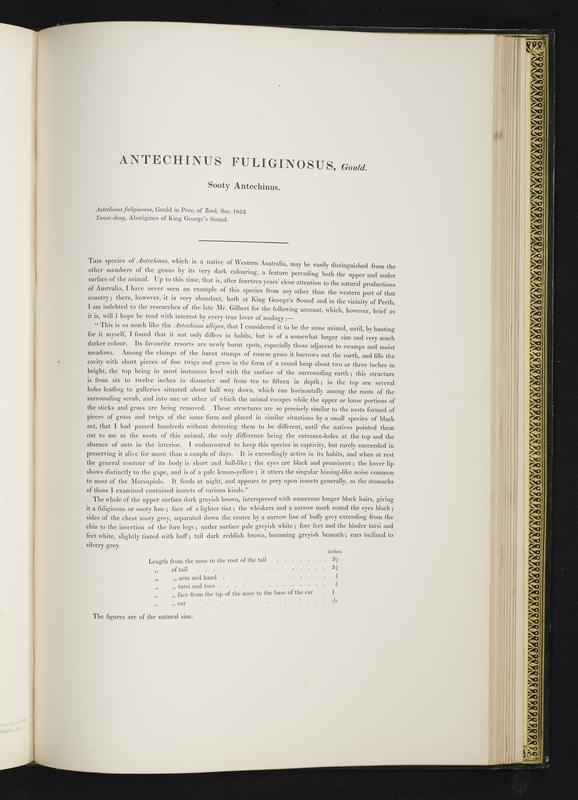 ANTECHINUS FULIGINOSUS, Gould.
Sooty Antechinus.
Antechinus fuliginosus, Gould in Proc. of Zool. Soc. 1852.
Twoor-dong, Aborigines of King George's Sound.
This species of Antechinus, which is a native of Western Australia, may be easily distinguished from the
other members of the genus by its very dark colouring, a feature pervading both the upper and under
surface of the animal. Up to this time, that is, after fourteen years' close attention to the natural productions
of Australia, I have never seen an example of this species from any other than the western part of that
country; there, however, it is very abundant, both at King George's Sound and in the vicinity of Perth.
I am indebted to the researches of the late Mr. Gilbert for the following account, which, however, brief as
it is, will I hope be read with interest by every true lover of zoology:—
"This is so much like the Antechinus albipes, that I considered it to be the same animal, until, by hunting
for it myself, I found that it not only differs in habits, but is of a somewhat larger size and very much
darker colour. Its favourite resorts are newly burnt spots, especially those adjacent to swamps and moist
meadows. Among the clumps of the burnt stumps of coarse grass it burrows out the earth, and fills the
cavity with short pieces of fine twigs and grass in the form of a round heap about two or three inches in
height, the top being in most instances level with the surface of the surrounding earth; this structure
is from six to twelve inches in diameter and from ten to fifteen in depth; in the top are several
holes leading to galleries situated about half way down, which run horizontally among the roots of the
surrounding scrub, and into one or other of which the animal escapes while the upper or loose portions of
the sticks and grass are being removed. These structures are so precisely similar to the nests formed of
pieces of grass and twigs of the same form and placed in similar situations by a small species of black
ant, that I had passed hundreds without detecting them to be different, until the natives pointed them
out to me as the nests of this animal, the only difference being the entrance-holes at the top and the
absence of ants in the interior. I endeavoured to keep this species in captivity, but rarely succeeded in
preserving it alive for more than a couple of days. It is exceedingly active in its habits, and when at rest
the general contour of its body is short and ball-like; the eyes are black and prominent; the lower lip
shows distinctly to the gape, and is of a pale lemon-yellow; it utters the singular hissing-like noise common
to most of the Marsupials. It feeds at night, and appears to prey upon insects generally, as the stomachs
of those I examined contained insects of various kinds."
The whole of the upper surface dark greyish brown, interspersed with numerous longer black hairs, giving
it a fuliginous or sooty hue; face of a lighter tint; the whiskers and a narrow mark round the eyes black;
sides of the chest sooty grey, separated down the centre by a narrow line of buffy grey extending from the
chin to the insertion of the fore legs; under surface pale greyish white; fore feet and the hinder tarsi and
feet white, slightly tinted with buff; tail dark reddish brown, becoming greyish beneath; ears inclined to
silvery grey.
inches.
Length from the nose to the root of the tail . . . . . . . 3½
„ of tail . . . . . . . . . . . . . . . . . . 3½
„ „ arm and hand . . . . . . . . . . . . .
„ „ tarsi and toes . . . . . . . . . . . . .
„ „ face from the tip of the nose to the base of the ear . . 1
„ „ ear . . . . . . . . . . . . . . . . .
The figures are of the natural size.